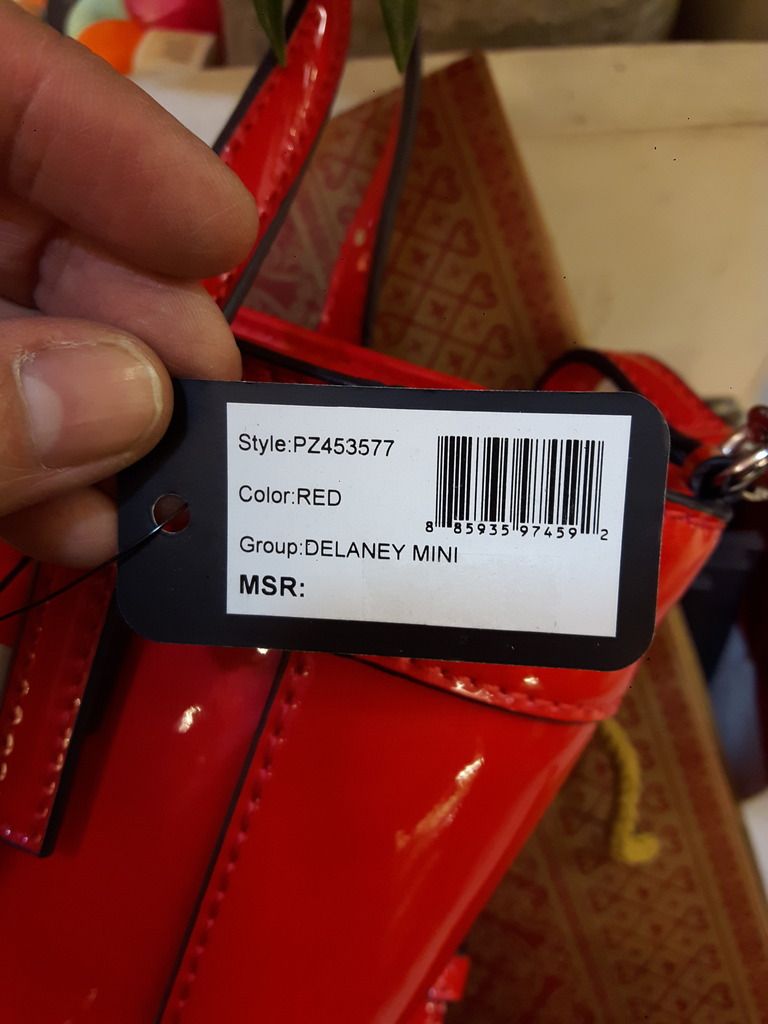 Style:PZ453577
Color:RED
8 85935 97459 2
Group:DELANEY MINI
MSR: